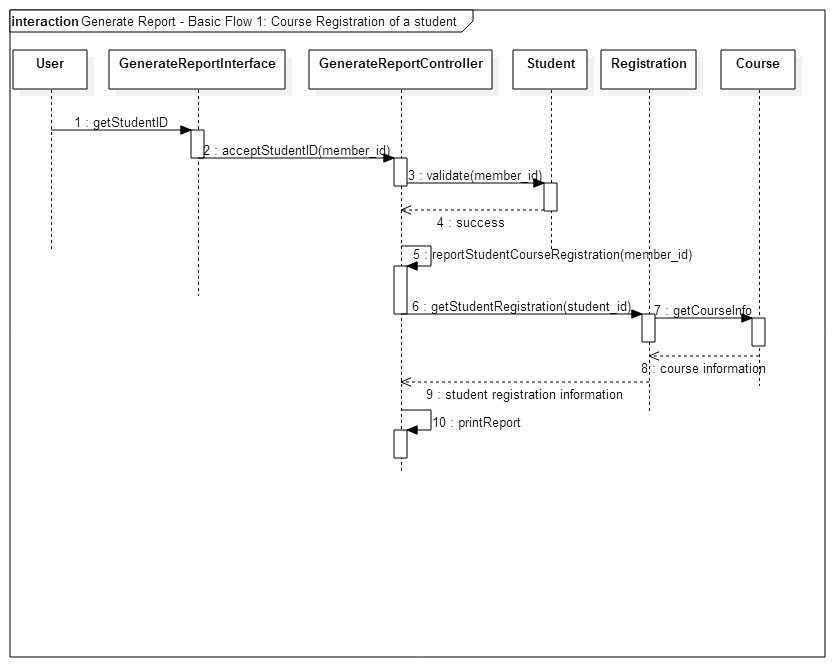 interaction Generate Report - Basic Flow 1: Course Registration of a student
User GenerateReportInterface GenerateReportController Student Registration Course
1 : getStudentID
2 : acceptStudentID(member_id)
3 : validate(member_id)
4 : success
5 : reportStudentCourseRegistration(member_id)
6 : getStudentRegistration(student_id)
7 : getCourseInfo
8 : course information
9 : student registration information
10 : printReport